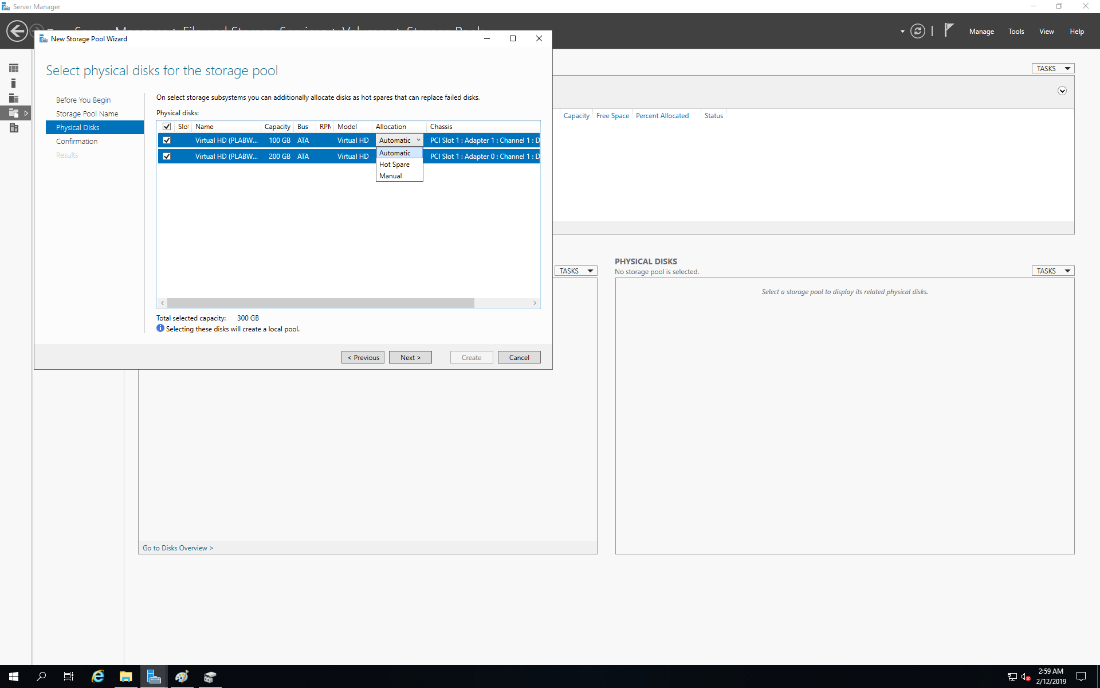 Server Manager
Manage Tools View Help
New Storage Pool Wizard
Select physical disks for the storage pool
Before You Begin
Storage Pool Name
Physical Disks
Confirmation
Results
On select storage subsystems you can additionally allocate disks as hot spares that can replace failed disks.
Physical disks:
Slot Name Capacity Bus RPM Model Allocation Chassis
Virtual HD (PLABW... 100 GB ATA Virtual HD Automatic PCI Slot 1 : Adapter 1 : Channel 1 : D
Virtual HD (PLABW... 200 GB ATA Virtual HD PCI Slot 1 : Adapter 0 : Channel 1 : D
Automatic
Hot Spare
Manual
Total selected capacity: 300 GB
Selecting these disks will create a local pool.
< Previous Next > Create Cancel
TASKS
Capacity Free Space Percent Allocated Status
TASKS
PHYSICAL DISKS
No storage pool is selected.
TASKS
Select a storage pool to display its related physical disks.
Go to Disks Overview >
2:59 AM
2/12/2019